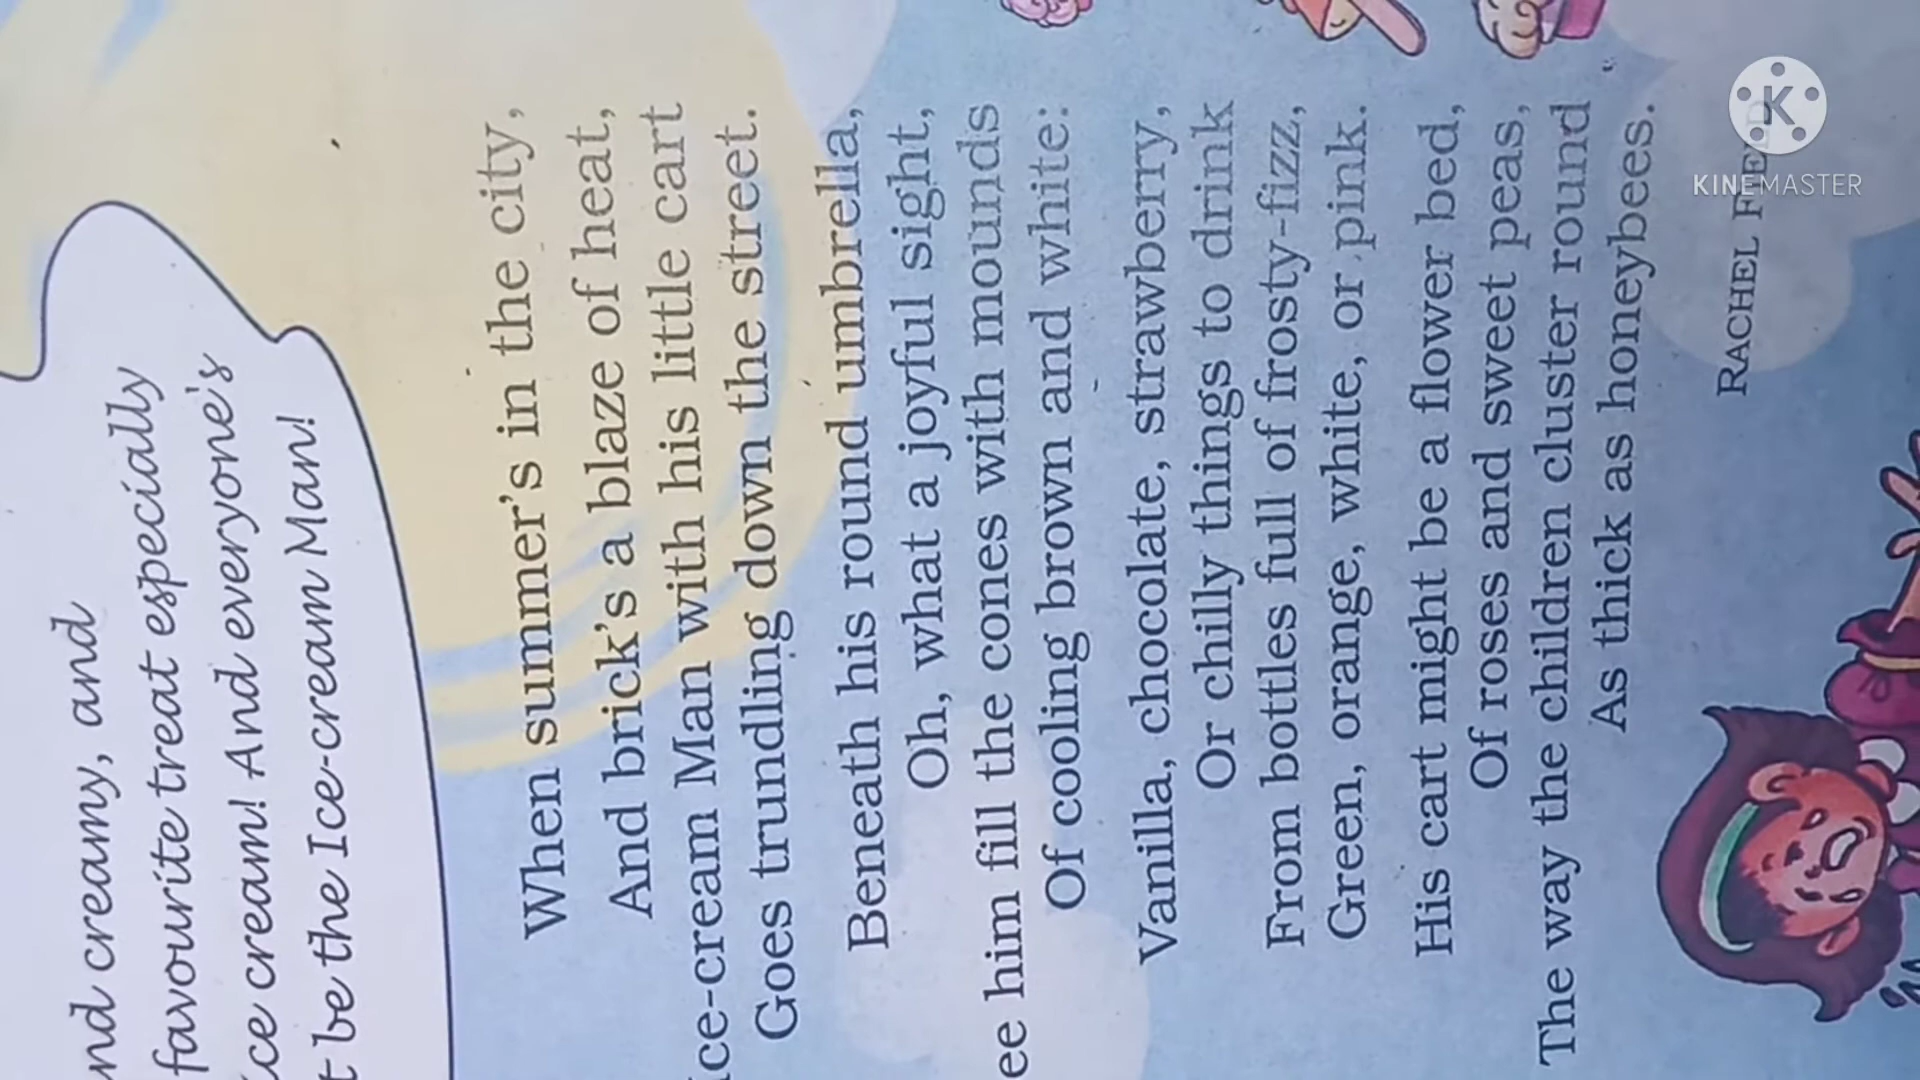 nd creamy, and
favourite treat especially
ce cream! And everyone's
t be the Ice-cream Man!
When summer's in the city,
And brick's a blaze of heat,
ce-cream Man with his little cart
Goes trundling down the street.
Beneath his round umbrella,
Oh, what a joyful sight,
ee him fill the cones with mounds
Of cooling brown and white:
Vanilla, chocolate, strawberry,
Or chilly things to drink
From bottles full of frosty-fizz,
Green, orange, white, or pink.
His cart might be a flower bed,
Of roses and sweet peas,
The way the children cluster round
As thick as honeybees.
RACHEL FIELD
K
KINEMASTER